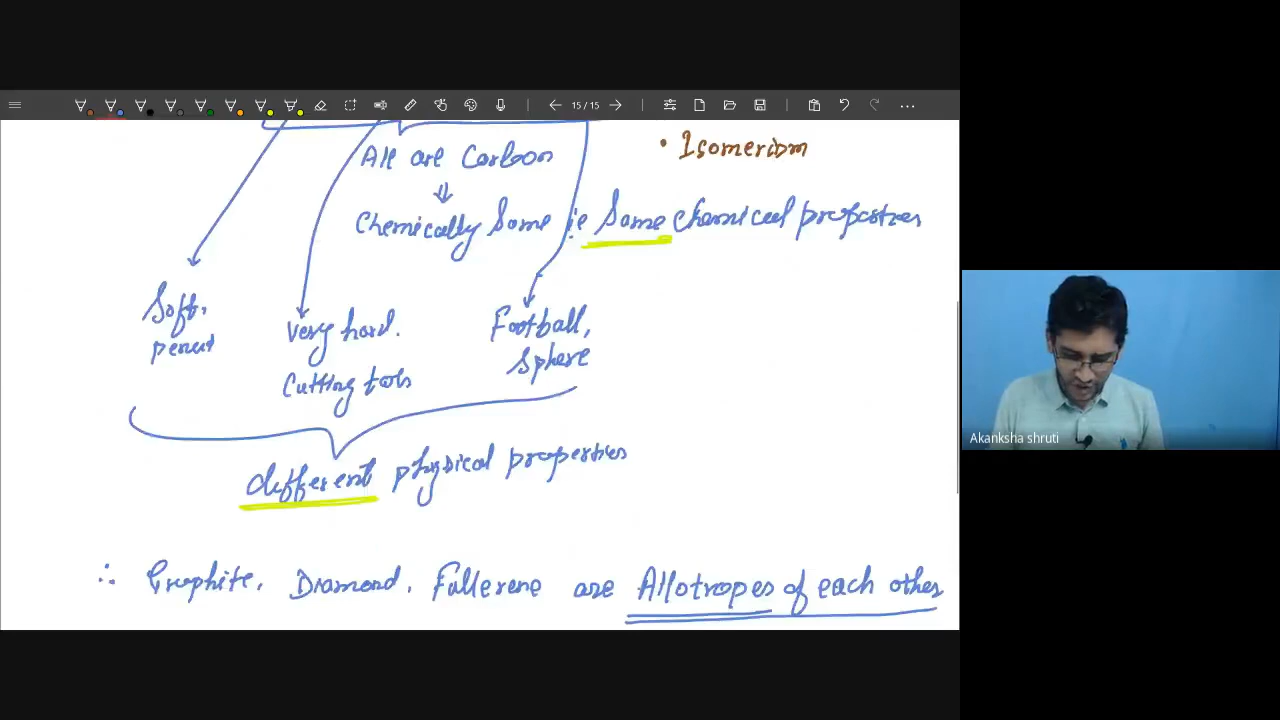 15 / 15
• Isomerism
All are Carbon
⇓
Chemically Same ie Same chemical properties
Soft,
pencil
Very hard.
Cutting tools
Football,
Sphere
different physical properties
∴ Graphite, Diamond, Fullerene are Allotropes of each other
Akanksha shruti